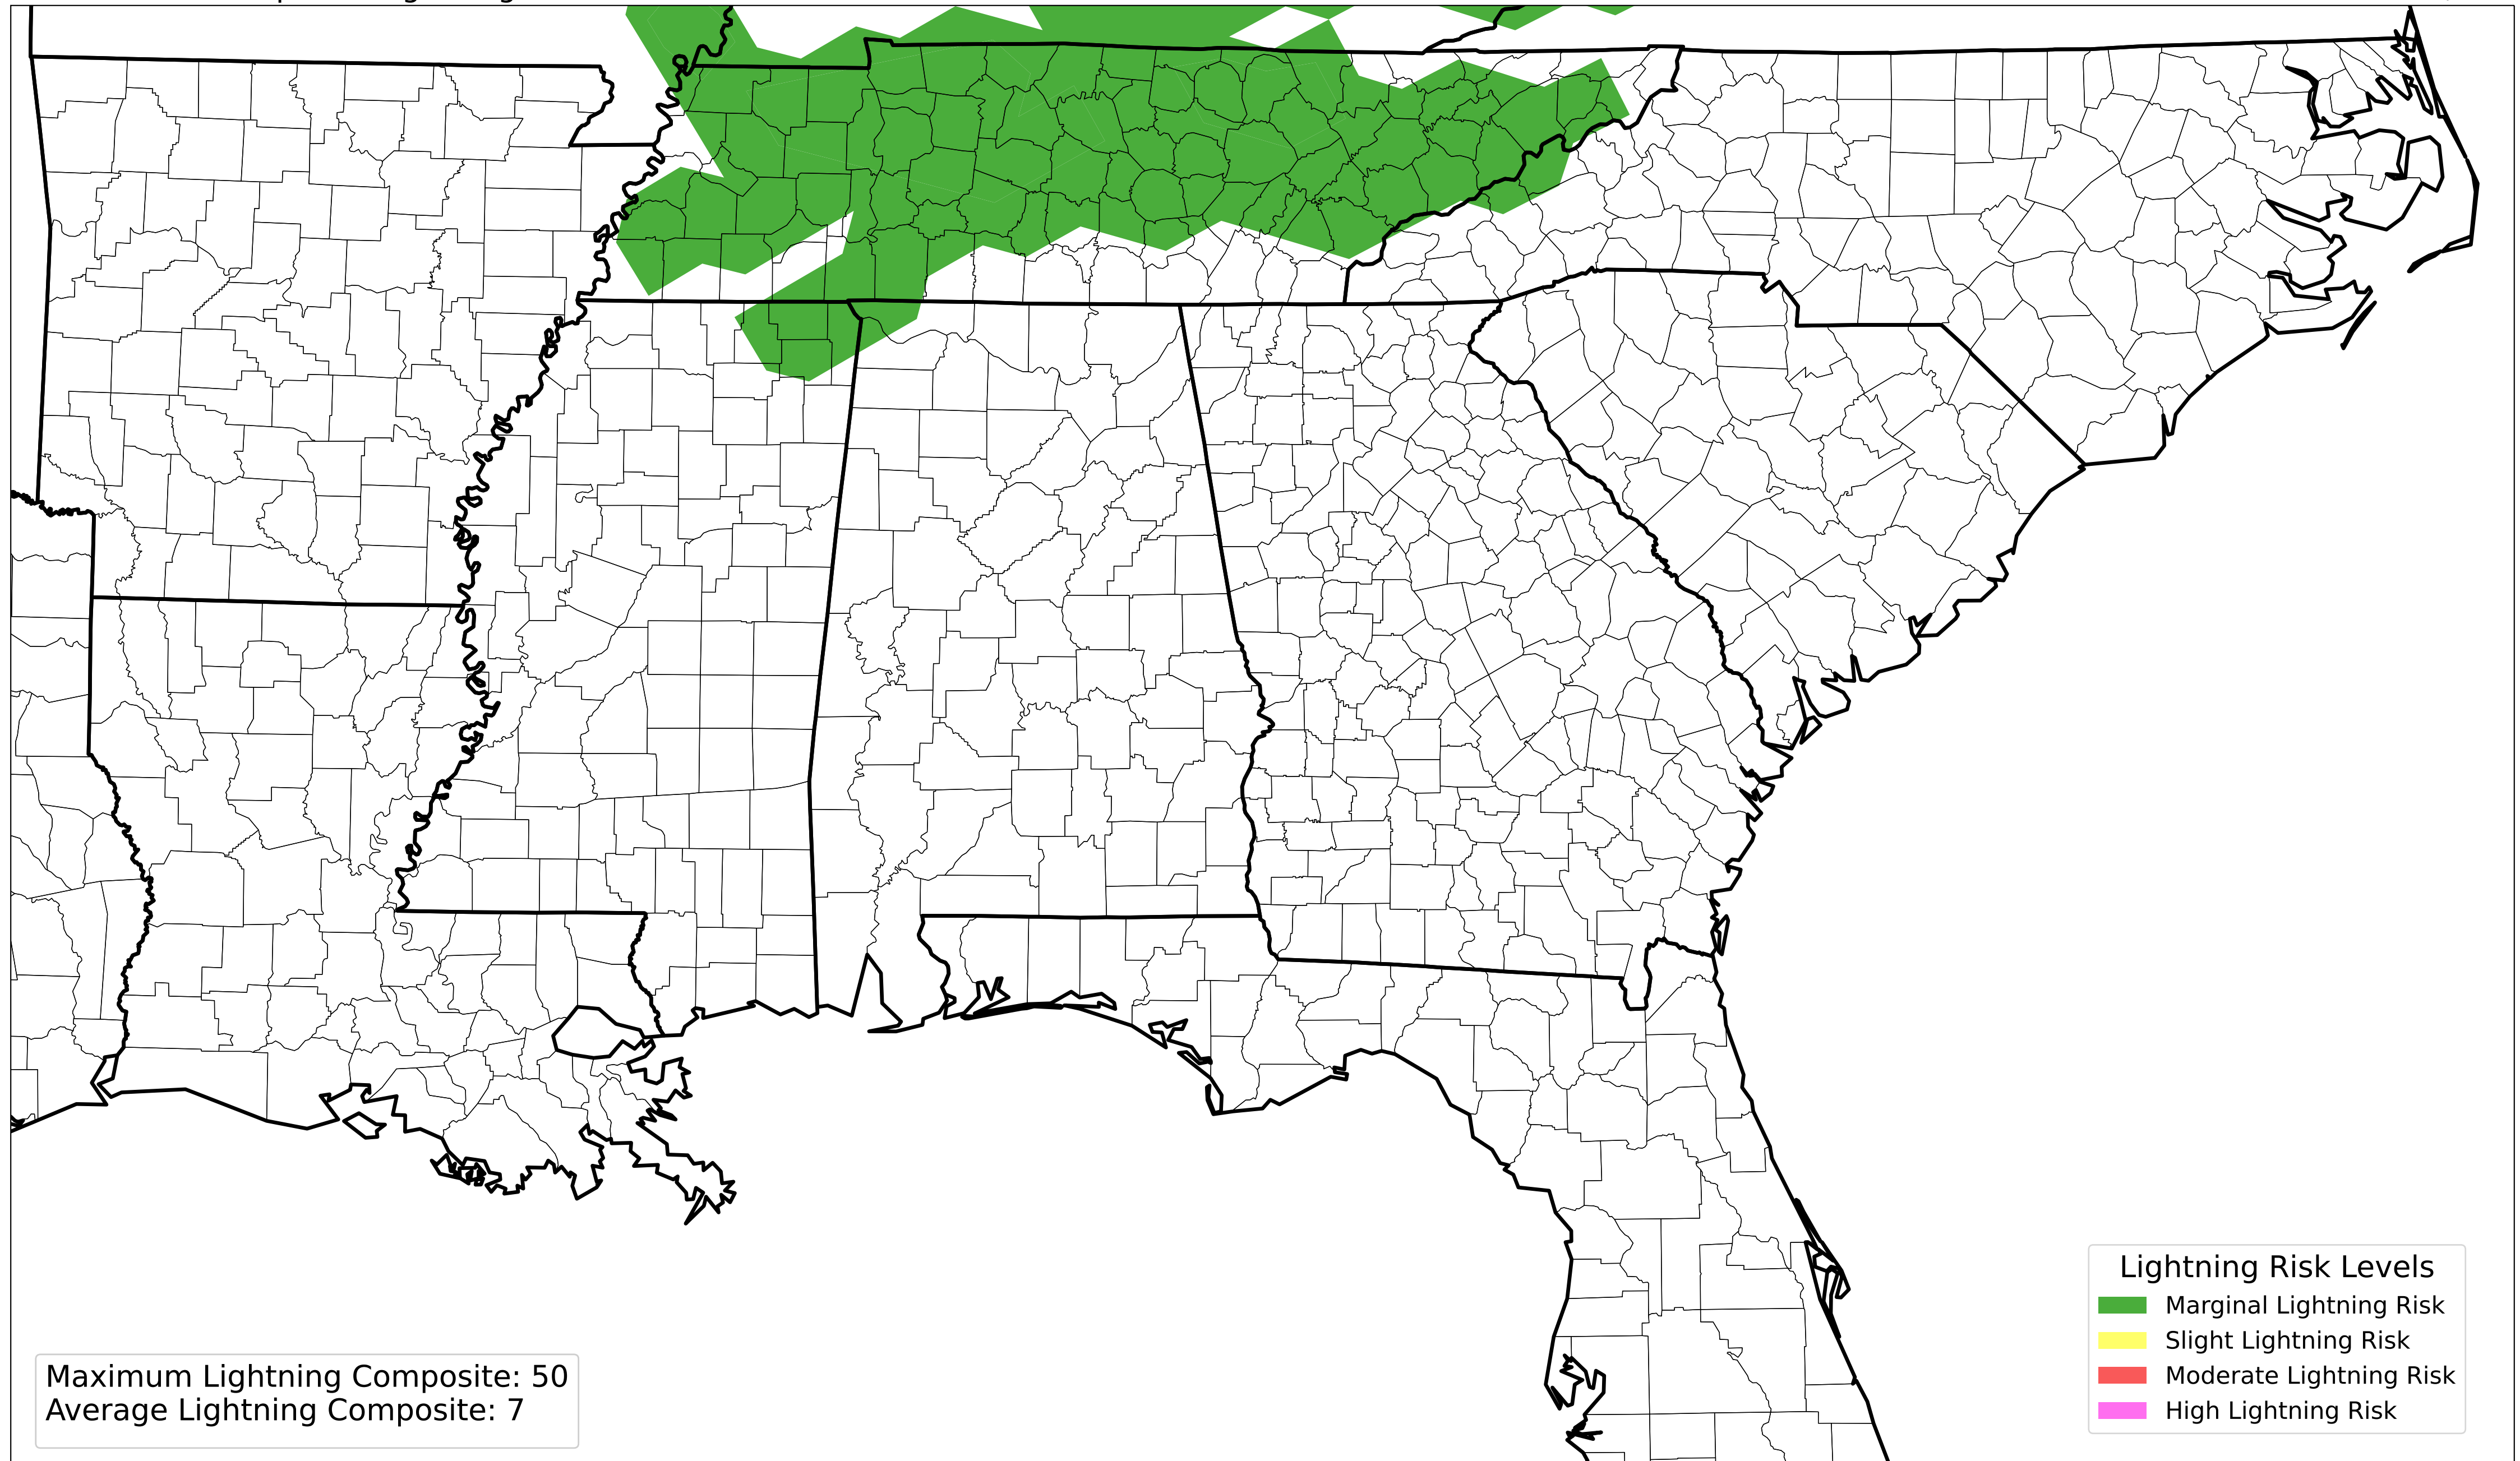 Lightning Risk Levels
Marginal Lightning Risk
Slight Lightning Risk
Moderate Lightning Risk
High Lightning Risk
Maximum Lightning Composite: 50
Average Lightning Composite: 7